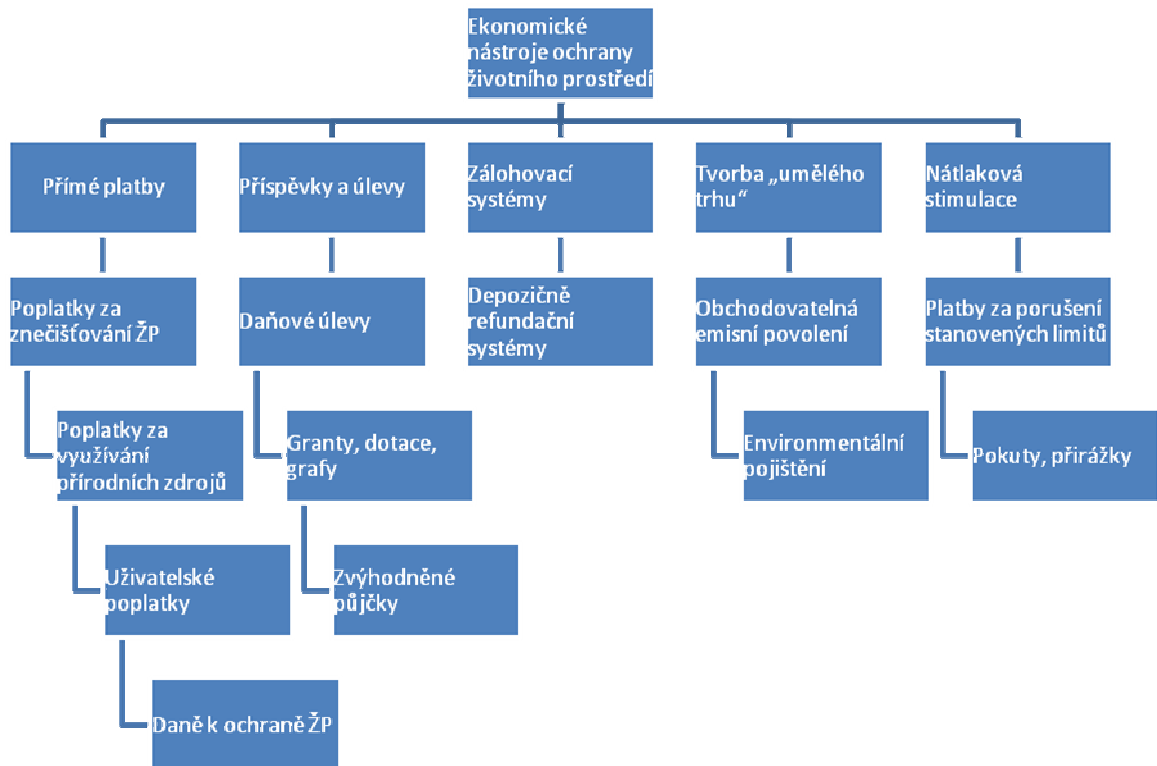 Ekonomické
nástroje ochrany
životního prostředí
Přímé platby
Příspěvky a úlevy
Zálohovací
systémy
Tvorba „umělého
trhu“
Nátlaková
stimulace
Poplatky za
znečišťování ŽP
Daňové úlevy
Depozičně
refundační
systémy
Obchodovatelná
emisní povolení
Platby za porušení
stanovených limitů
Poplatky za
využívání
přírodních zdrojů
Granty, dotace,
grafy
Environmentální
pojištění
Pokuty, přirážky
Uživatelské
poplatky
Zvýhodněné
půjčky
Daně k ochraně ŽP